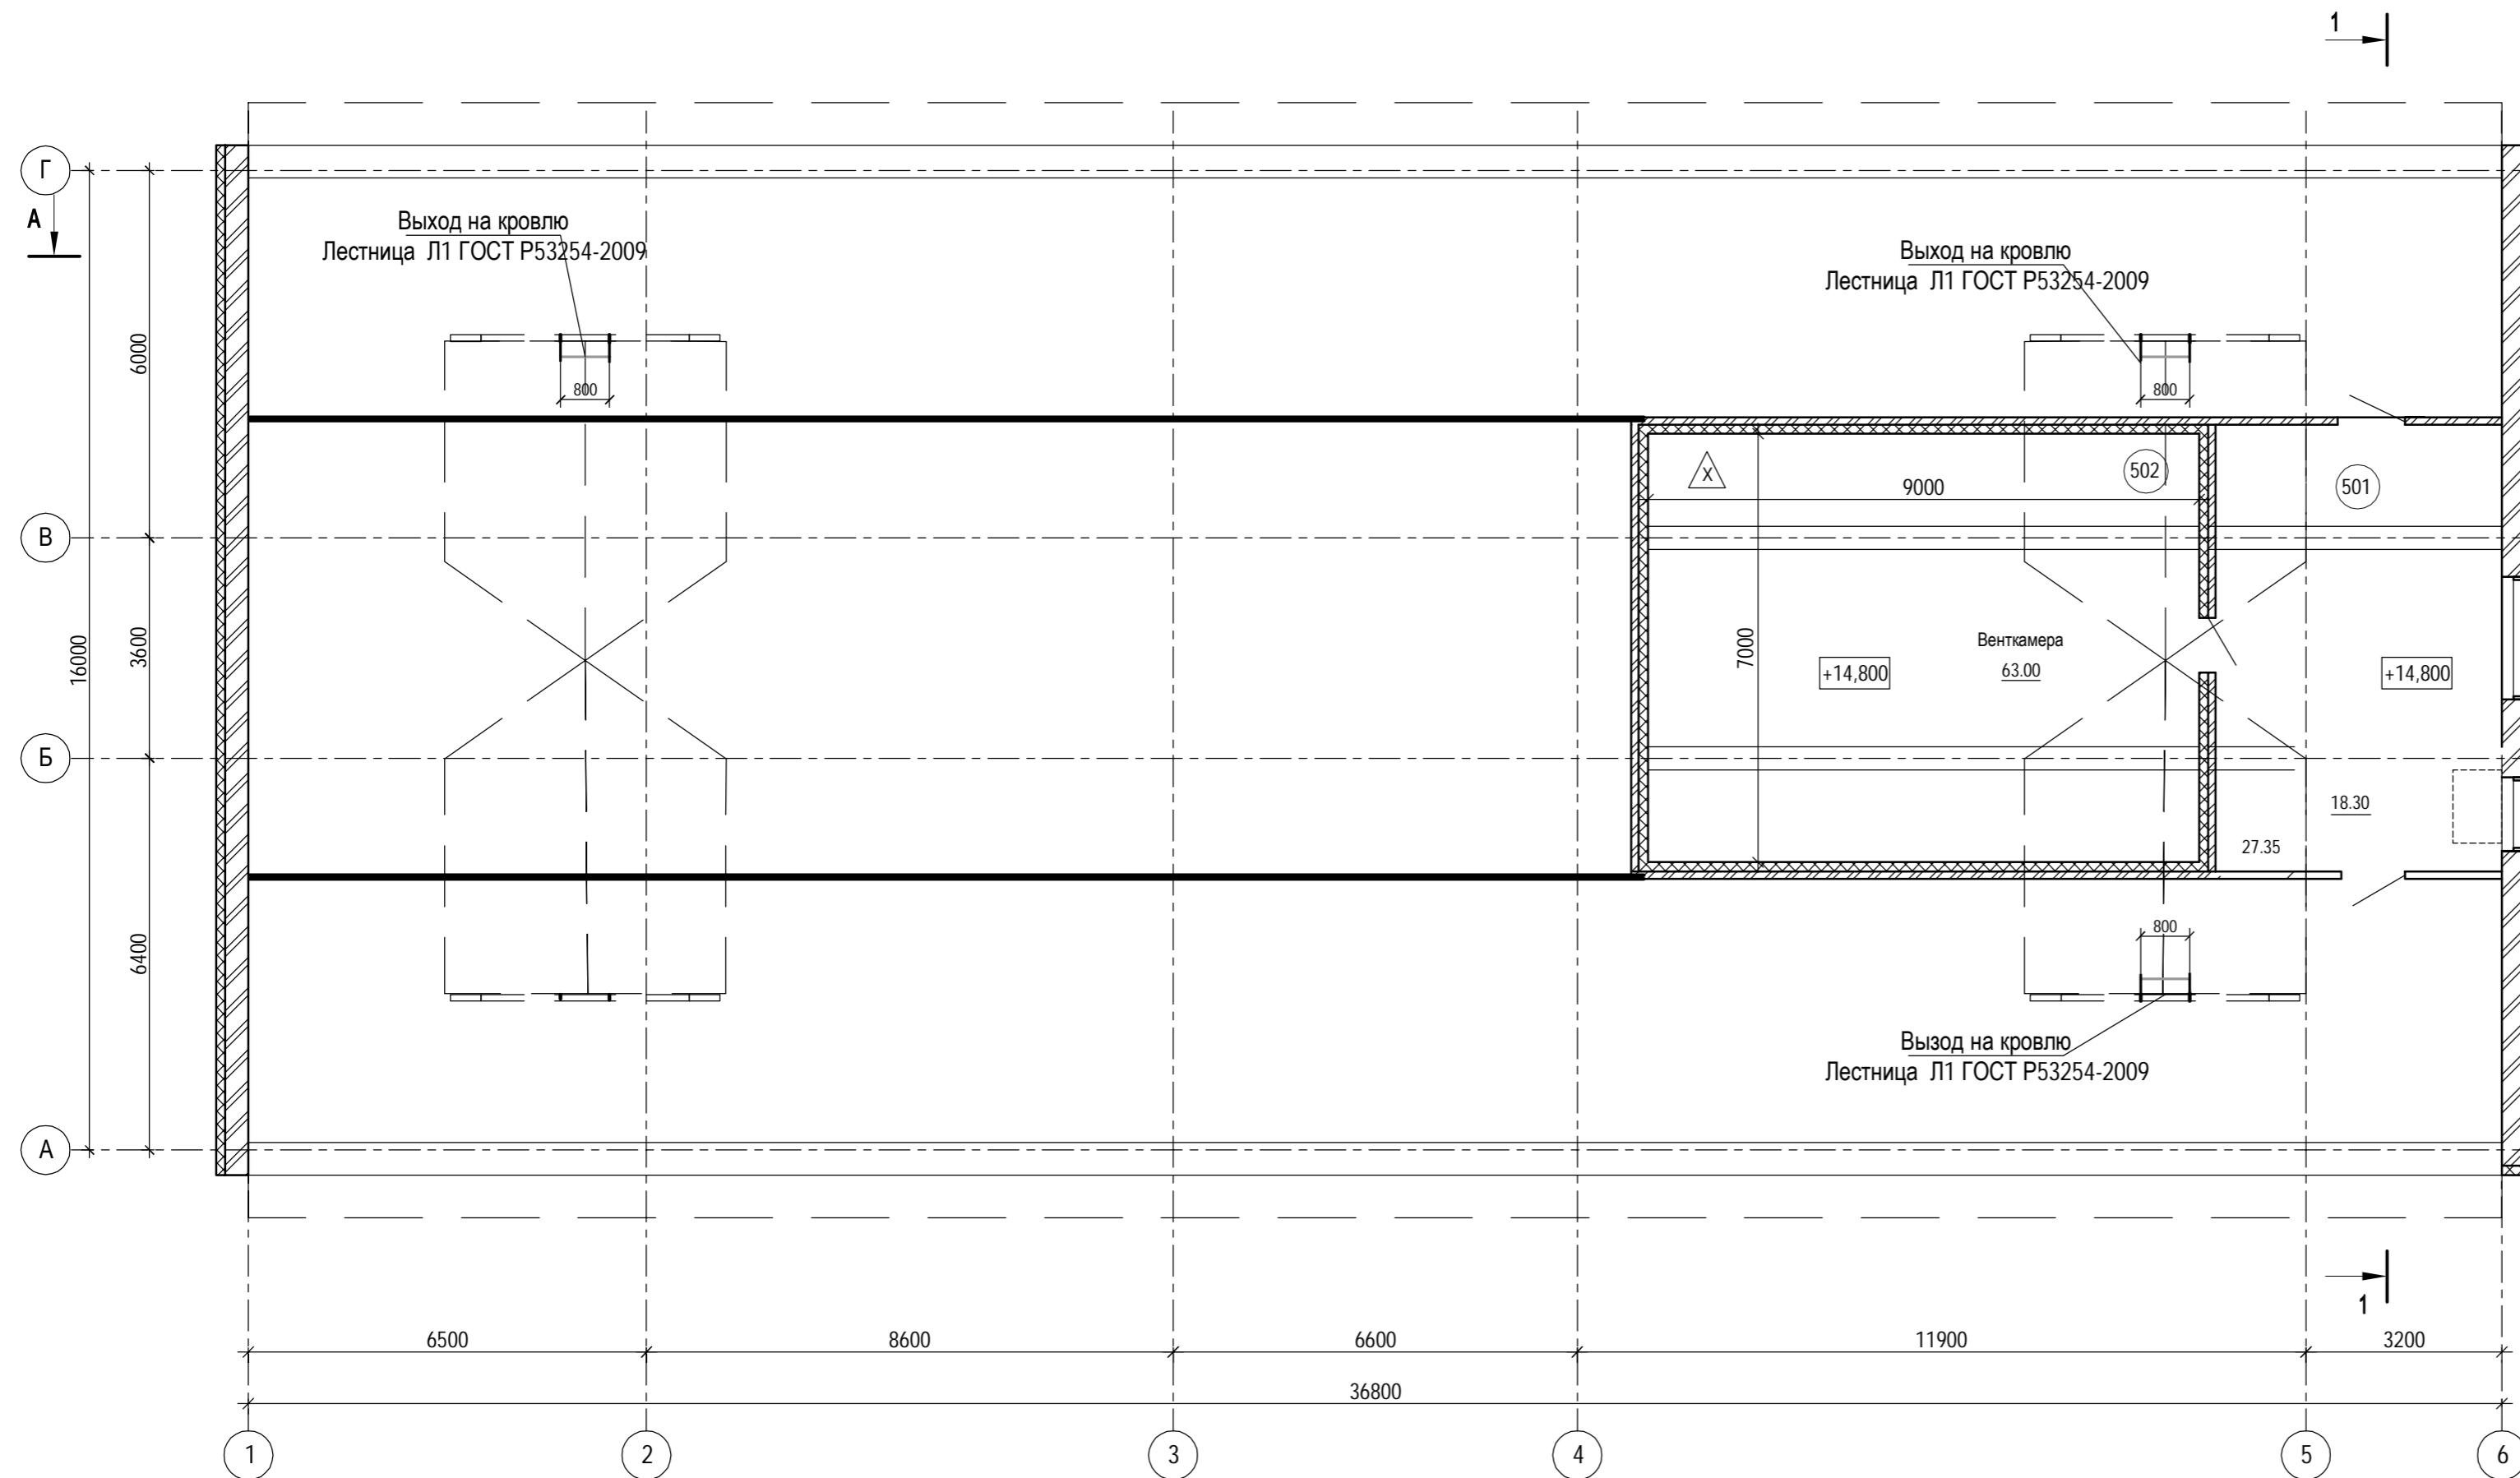 1
Г
А
Выход на кровлю
Лестница Л1 ГОСТ Р53254-2009
Выход на кровлю
Лестница Л1 ГОСТ Р53254-2009
6000
800
800
X
502
501
9000
В
16000
3600
7000
Венткамера
63.00
+14,800
+14,800
Б
18.30
27.35
6400
800
Вызод на кровлю
Лестница Л1 ГОСТ Р53254-2009
А
1
6500
8600
6600
11900
3200
36800
1
2
3
4
5
6